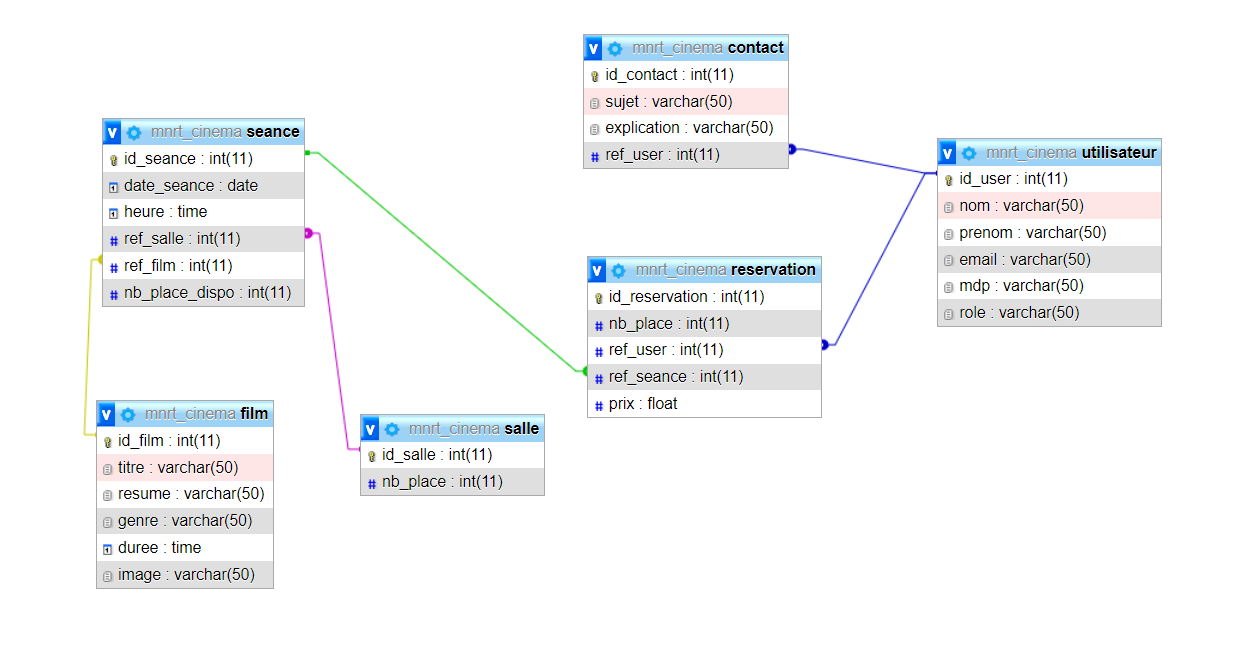 v mnrt_cinema contact
id_contact : int(11)
sujet : varchar(50)
explication : varchar(50)
# ref_user : int(11)
v mnrt_cinema seance
id_seance : int(11)
date_seance : date
heure : time
# ref_salle : int(11)
# ref_film : int(11)
# nb_place_dispo : int(11)
v mnrt_cinema utilisateur
id_user : int(11)
nom : varchar(50)
prenom : varchar(50)
email : varchar(50)
mdp : varchar(50)
role : varchar(50)
v mnrt_cinema reservation
id_reservation : int(11)
# nb_place : int(11)
# ref_user : int(11)
# ref_seance : int(11)
# prix : float
v mnrt_cinema film
id_film : int(11)
titre : varchar(50)
resume : varchar(50)
genre : varchar(50)
duree : time
image : varchar(50)
v mnrt_cinema salle
id_salle : int(11)
# nb_place : int(11)